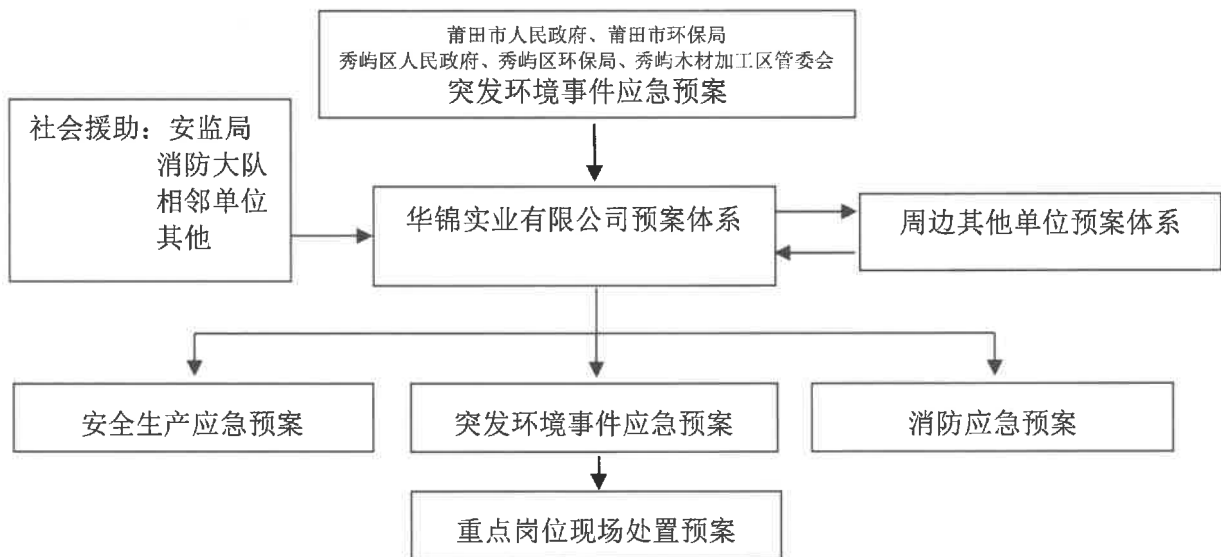 莆田市人民政府、莆田市环保局
秀屿区人民政府、秀屿区环保局、秀屿木材加工区管委会
突发环境事件应急预案
社会援助：安监局
消防大队
相邻单位
其他
华锦实业有限公司预案体系
周边其他单位预案体系
安全生产应急预案
突发环境事件应急预案
消防应急预案
重点岗位现场处置预案